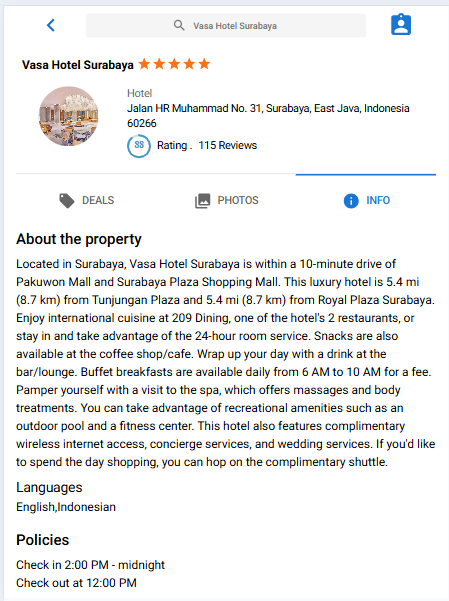 Vasa Hotel Surabaya
Vasa Hotel Surabaya
Hotel
Jalan HR Muhammad No. 31, Surabaya, East Java, Indonesia
60266
88 Rating . 115 Reviews
DEALS PHOTOS INFO
About the property
Located in Surabaya, Vasa Hotel Surabaya is within a 10-minute drive of
Pakuwon Mall and Surabaya Plaza Shopping Mall. This luxury hotel is 5.4 mi
(8.7 km) from Tunjungan Plaza and 5.4 mi (8.7 km) from Royal Plaza Surabaya.
Enjoy international cuisine at 209 Dining, one of the hotel's 2 restaurants, or
stay in and take advantage of the 24-hour room service. Snacks are also
available at the coffee shop/cafe. Wrap up your day with a drink at the
bar/lounge. Buffet breakfasts are available daily from 6 AM to 10 AM for a fee.
Pamper yourself with a visit to the spa, which offers massages and body
treatments. You can take advantage of recreational amenities such as an
outdoor pool and a fitness center. This hotel also features complimentary
wireless internet access, concierge services, and wedding services. If you'd like
to spend the day shopping, you can hop on the complimentary shuttle.
Languages
English,Indonesian
Policies
Check in 2:00 PM - midnight
Check out at 12:00 PM